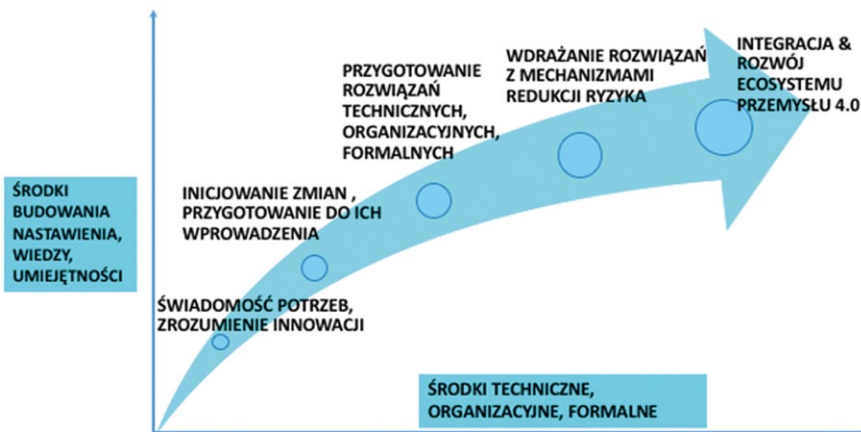 WDRAŻANIE ROZWIĄZAŃ
Z MECHANIZMAMI
REDUKCJI RYZYKA
INTEGRACJA &
ROZWÓJ
ECOSYSTEMU
PRZEMYSŁU 4.0
PRZYGOTOWANIE
ROZWIĄZAŃ
TECHNICZNYCH,
ORGANIZACYJNYCH,
FORMALNYCH
ŚRODKI
BUDOWANIA
NASTAWIENIA,
WIEDZY,
UMIEJĘTNOŚCI
INICJOWANIE ZMIAN ,
PRZYGOTOWANIE DO ICH
WPROWADZENIA
ŚWIADOMOŚĆ POTRZEB,
ZROZUMIENIE INNOWACJI
ŚRODKI TECHNICZNE,
ORGANIZACYJNE, FORMALNE